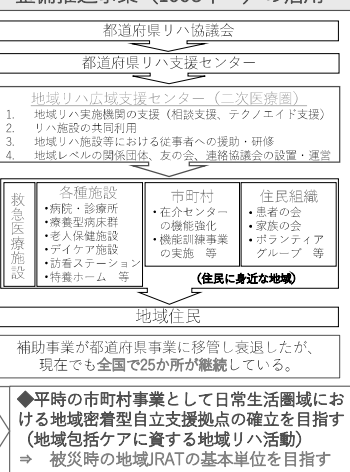 都道府県リハ協議会
都道府県リハ支援センター
地域リハ広域支援センター（二次医療圏）
1. リハ実施機関の支援（相談支援、テクノエイド支援）
2. リハ施設の共同利用
3. 地域リハ施設等における従事者への援助・研修
4. 地域レベルの関係団体、友の会、連絡協議会の設置・運営
救急医療施設
各種施設
•病院・診療所
•療養型病床群
•老人保健施設
•デイケア施設
•訪看ステーション
•特養ホーム 等
市町村
•在介センターの機能強化
•機能訓練事業の実施 等
住民組織
•患者の会
•家族の会
•ボランティアグループ 等
（住民に身近な地域）
地域住民
補助事業が都道府県事業に移管し衰退したが、
現在でも全国で25か所が継続している。
◆平時の市町村事業として日常生活圏域にお
ける地域密着型自立支援拠点の確立を目指す
（地域包括ケアに資する地域リハ活動）
⇒ 被災時の地域JRATの基本単位を目指す